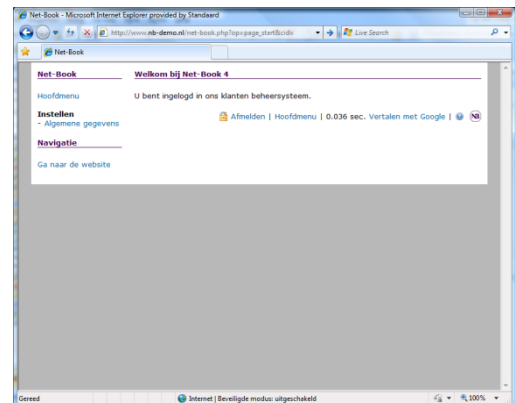 Net-Book - Microsoft Internet Explorer provided by Standaard
http://www.nb-demo.nl/net-book.php?op=page_start&cidiv
Live Search
Net-Book
Net-Book
Welkom bij Net-Book 4
Hoofdmenu
U bent ingelogd in ons klanten beheersysteem.
Instellen
- Algemene gegevens
Afmelden | Hoofdmenu | 0.036 sec. Vertalen met Google |
NB
Navigatie
Ga naar de website
Gereed
Internet | Beveiligde modus: uitgeschakeld
100%